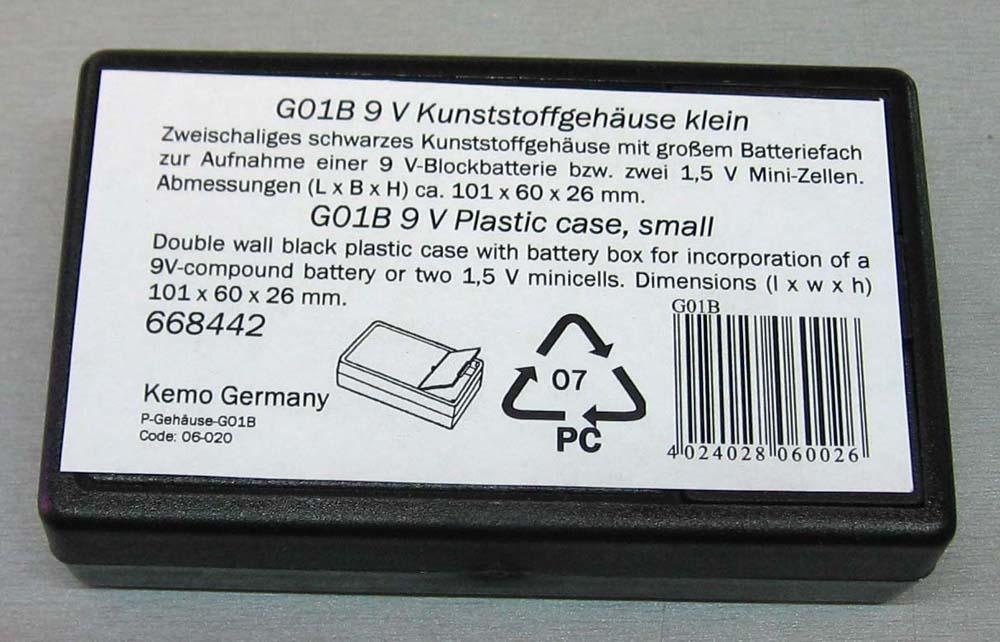 G01B 9 V Kunststoffgehäuse klein
Zweischaliges schwarzes Kunststoffgehäuse mit großem Batteriefach
zur Aufnahme einer 9 V-Blockbatterie bzw. zwei 1,5 V Mini-Zellen.
Abmessungen (L x B x H) ca. 101 x 60 x 26 mm.
G01B 9 V Plastic case, small
Double wall black plastic case with battery box for incorporation of a
9V-compound battery or two 1,5 V minicells. Dimensions (l x w x h)
101 x 60 x 26 mm.
668442
Kemo Germany
P-Gehäuse-G01B
Code: 06-020
07
PC
G01B
4 024028 060026